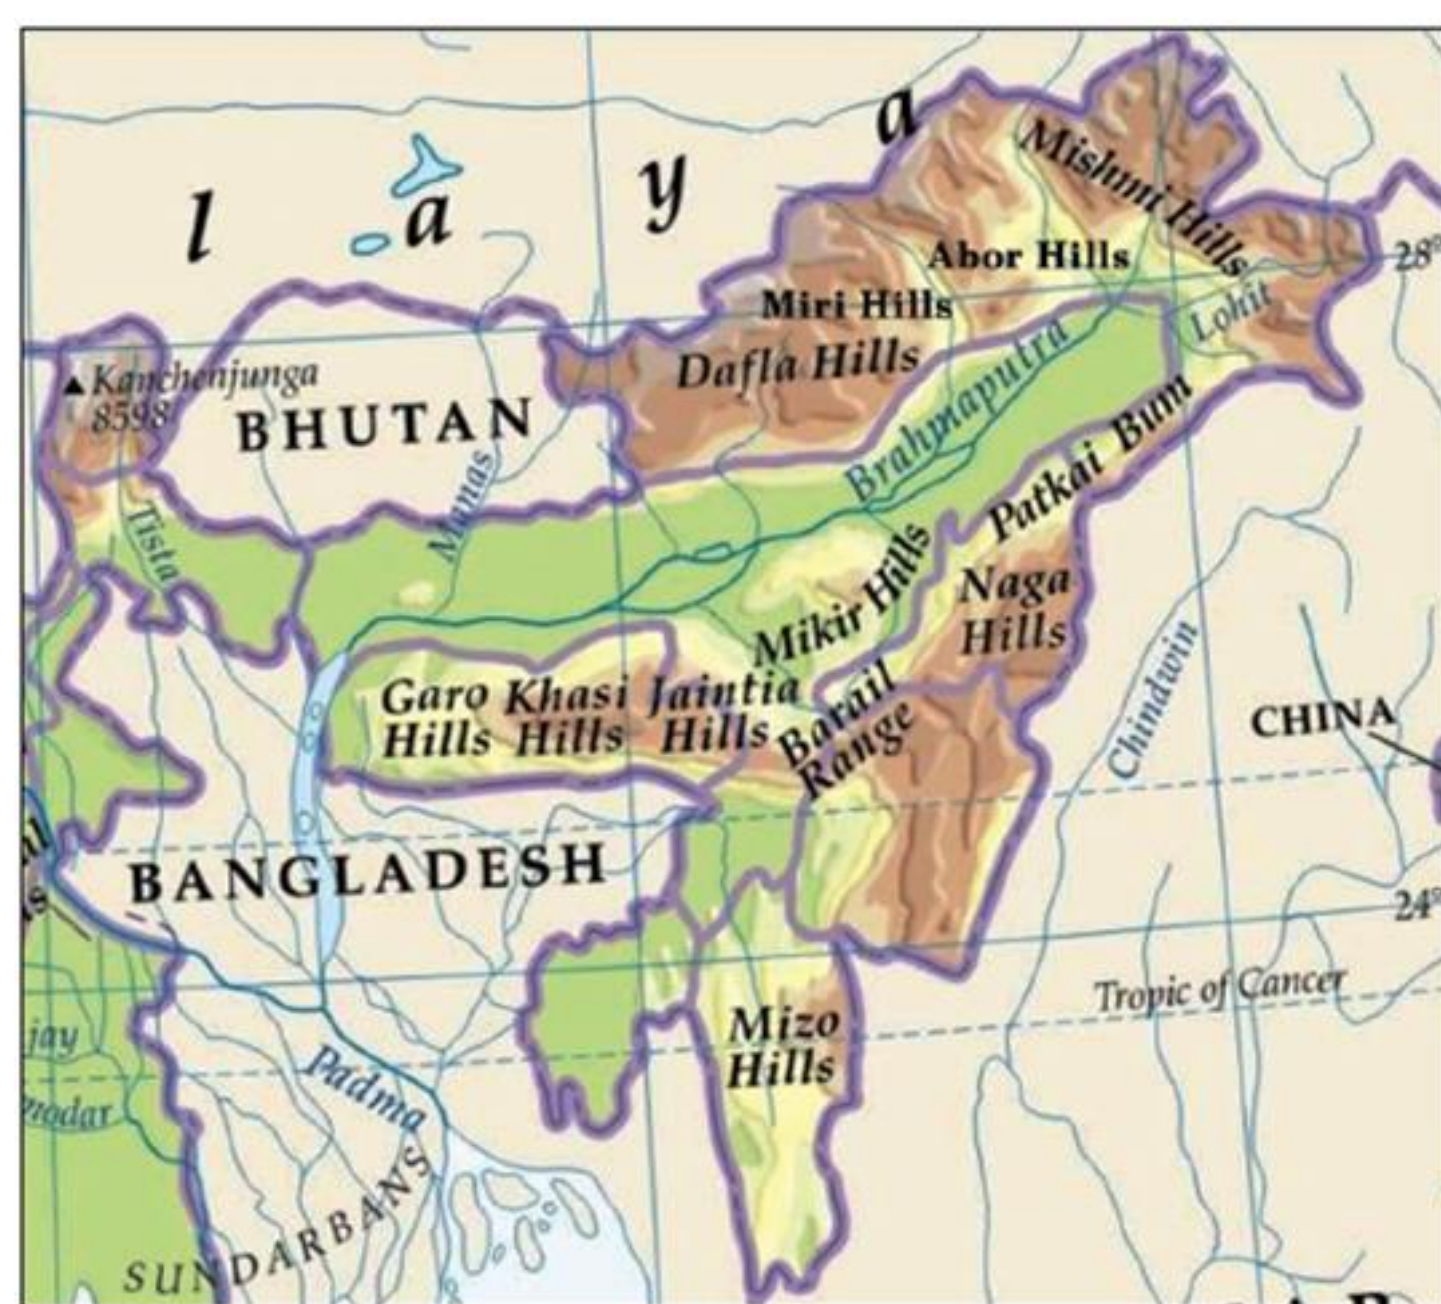 l a y a
Mishmi Hills
Abor Hills
28°
Miri Hills
Lohit
Dafla Hills
Kanchenjunga
8598
BHUTAN
Brahmaputra
Manas
Patkai Bum
Tista
Mikir Hills
Naga
Hills
Garo Khasi Jaintia
Hills Hills Hills
Barail
Range
Chindwin
CHINA
BANGLADESH
24°
Tropic of Cancer
jay
Mizo
Hills
Padma
modar
SUNDARBANS